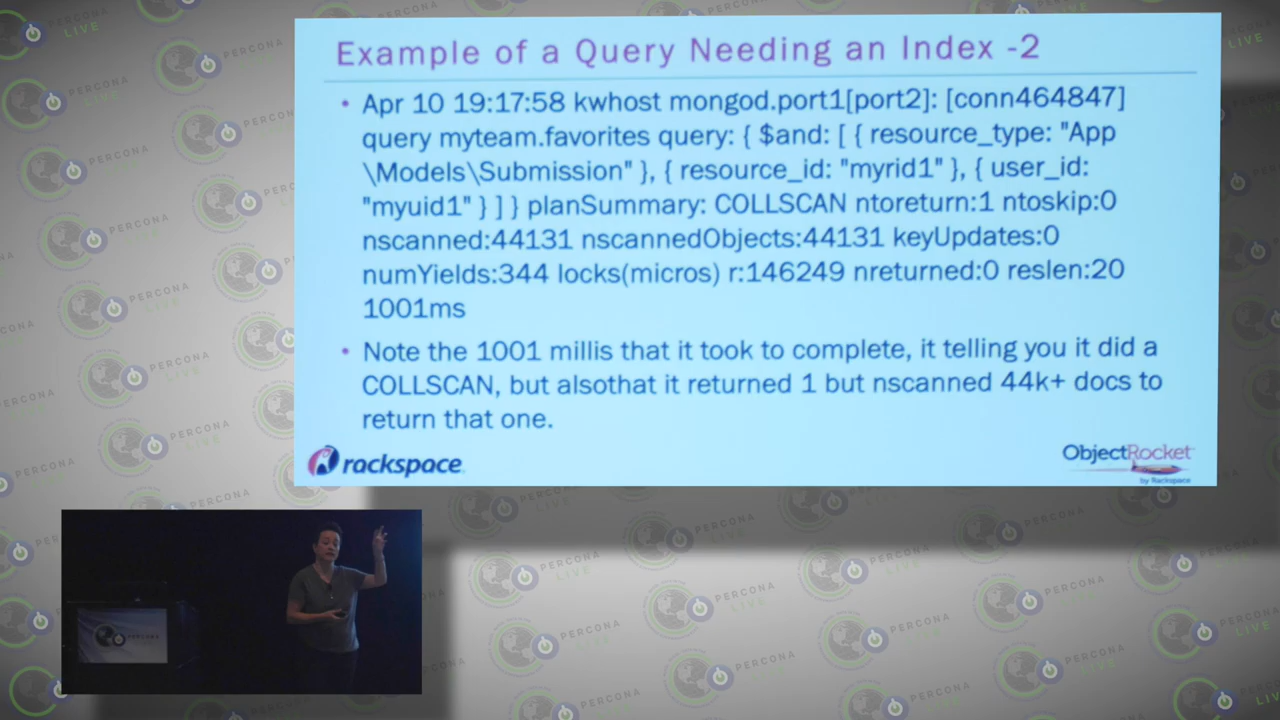 Example of a Query Needing an Index -2
• Apr 10 19:17:58 kwhost mongod.port1[port2]: [conn464847]
query myteam.favorites query: { $and: [ { resource_type: "App
\Models\Submission" }, { resource_id: "myrid1" }, { user_id:
"myuid1" } ] } planSummary: COLLSCAN ntoreturn:1 ntoskip:0
nscanned:44131 nscannedObjects:44131 keyUpdates:0
numYields:344 locks(micros) r:146249 nreturned:0 reslen:20
1001ms
• Note the 1001 millis that it took to complete, it telling you it did a
COLLSCAN, but alsothat it returned 1 but nscanned 44k+ docs to
return that one.
rackspace
ObjectRocket
by Rackspace
PERCONA
LIVE